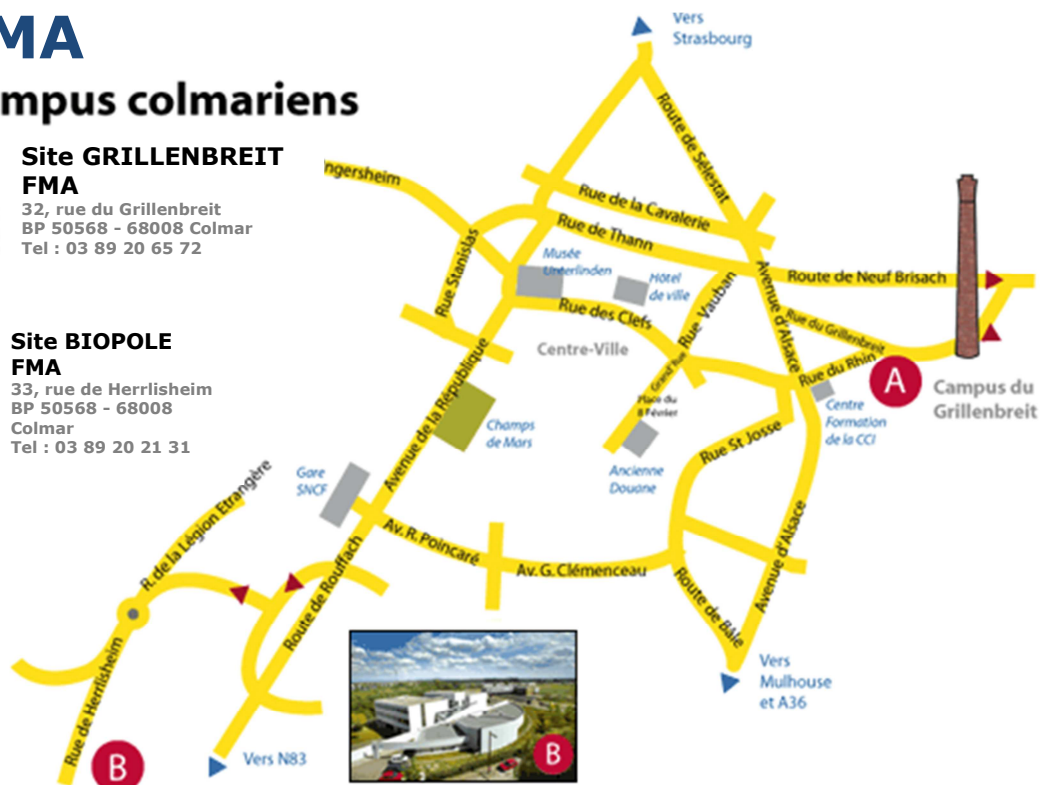 MA
mpus colmariens
Site GRILLENBREIT
FMA
32, rue du Grillenbreit
BP 50568 - 68008 Colmar
Tel : 03 89 20 65 72
Site BIOPOLE
FMA
33, rue de Herrlisheim
BP 50568 - 68008
Colmar
Tel : 03 89 20 21 31
Vers
Strasbourg
Route de Sélestat
ngersheim
Rue de la Cavalerie
Rue de Thann
Rue Stanislas
Musée
Unterlinden
Hôtel
de ville
Rue Vauban
Avenue d'Alsace
Route de Neuf Brisach
Rue des Clefs
Rue du Grillenbreit
Centre-Ville
Grand'Rue
Rue du Rhin
A
Campus du
Grillenbreit
Place du
8 Février
Centre
Formation
de la CCI
Avenue de la République
Champs
de Mars
Rue St Josse
Ancienne
Douane
Gare
SNCF
R. de la Légion Etrangère
Av. R. Poincaré
Av. G. Clémenceau
Avenue d'Alsace
Route de Rouffach
Route de Bâle
Rue de Herrlisheim
Vers
Mulhouse
et A36
Vers N83
B
B